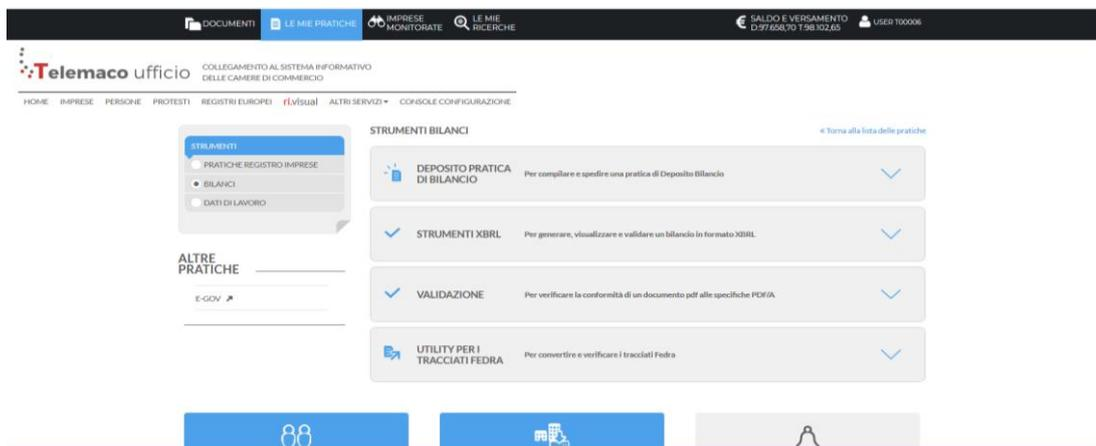 DOCUMENTI
LE MIE PRATICHE
IMPRESE
MONITORATE
LE MIE
RICERCHE
SALDO E VERSAMENTO
D:97.658,70 T:98.102,65
USER T00006
Telemaco ufficio
COLLEGAMENTO AL SISTEMA INFORMATIVO
DELLE CAMERE DI COMMERCIO
HOME IMPRESE PERSONE PROTESTI REGISTRI EUROPEI ri.visual ALTRI SERVIZI CONSOLE CONFIGURAZIONE
STRUMENTI
PRATICHE REGISTRO IMPRESE
BILANCI
DATI DI LAVORO
ALTRE
PRATICHE
E-GOV
STRUMENTI BILANCI
« Torna alla lista delle pratiche
DEPOSITO PRATICA
DI BILANCIO
Per compilare e spedire una pratica di Deposito Bilancio
STRUMENTI XBRL
Per generare, visualizzare e validare un bilancio in formato XBRL
VALIDAZIONE
Per verificare la conformità di un documento pdf alle specifiche PDF/A
UTILITY PER I
TRACCIATI FEDRA
Per convertire e verificare i tracciati Fedra